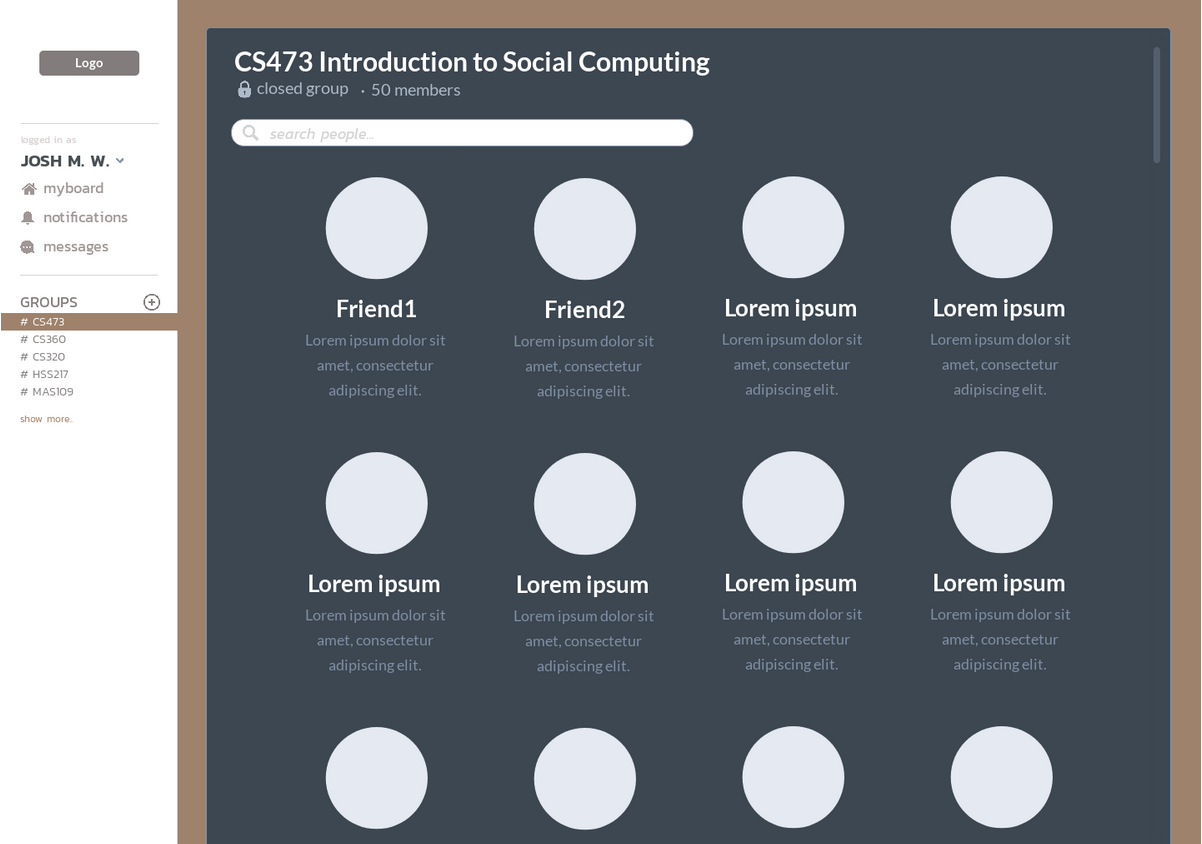 Logo
logged in as
JOSH M. W.
myboard
notifications
messages
GROUPS
# CS473
# CS360
# CS320
# HSS217
# MAS109
show more..
CS473 Introduction to Social Computing
closed group · 50 members
search people...
Friend1
Lorem ipsum dolor sit
amet, consectetur
adipiscing elit.
Friend2
Lorem ipsum dolor sit
amet, consectetur
adipiscing elit.
Lorem ipsum
Lorem ipsum dolor sit
amet, consectetur
adipiscing elit.
Lorem ipsum
Lorem ipsum dolor sit
amet, consectetur
adipiscing elit.
Lorem ipsum
Lorem ipsum dolor sit
amet, consectetur
adipiscing elit.
Lorem ipsum
Lorem ipsum dolor sit
amet, consectetur
adipiscing elit.
Lorem ipsum
Lorem ipsum dolor sit
amet, consectetur
adipiscing elit.
Lorem ipsum
Lorem ipsum dolor sit
amet, consectetur
adipiscing elit.